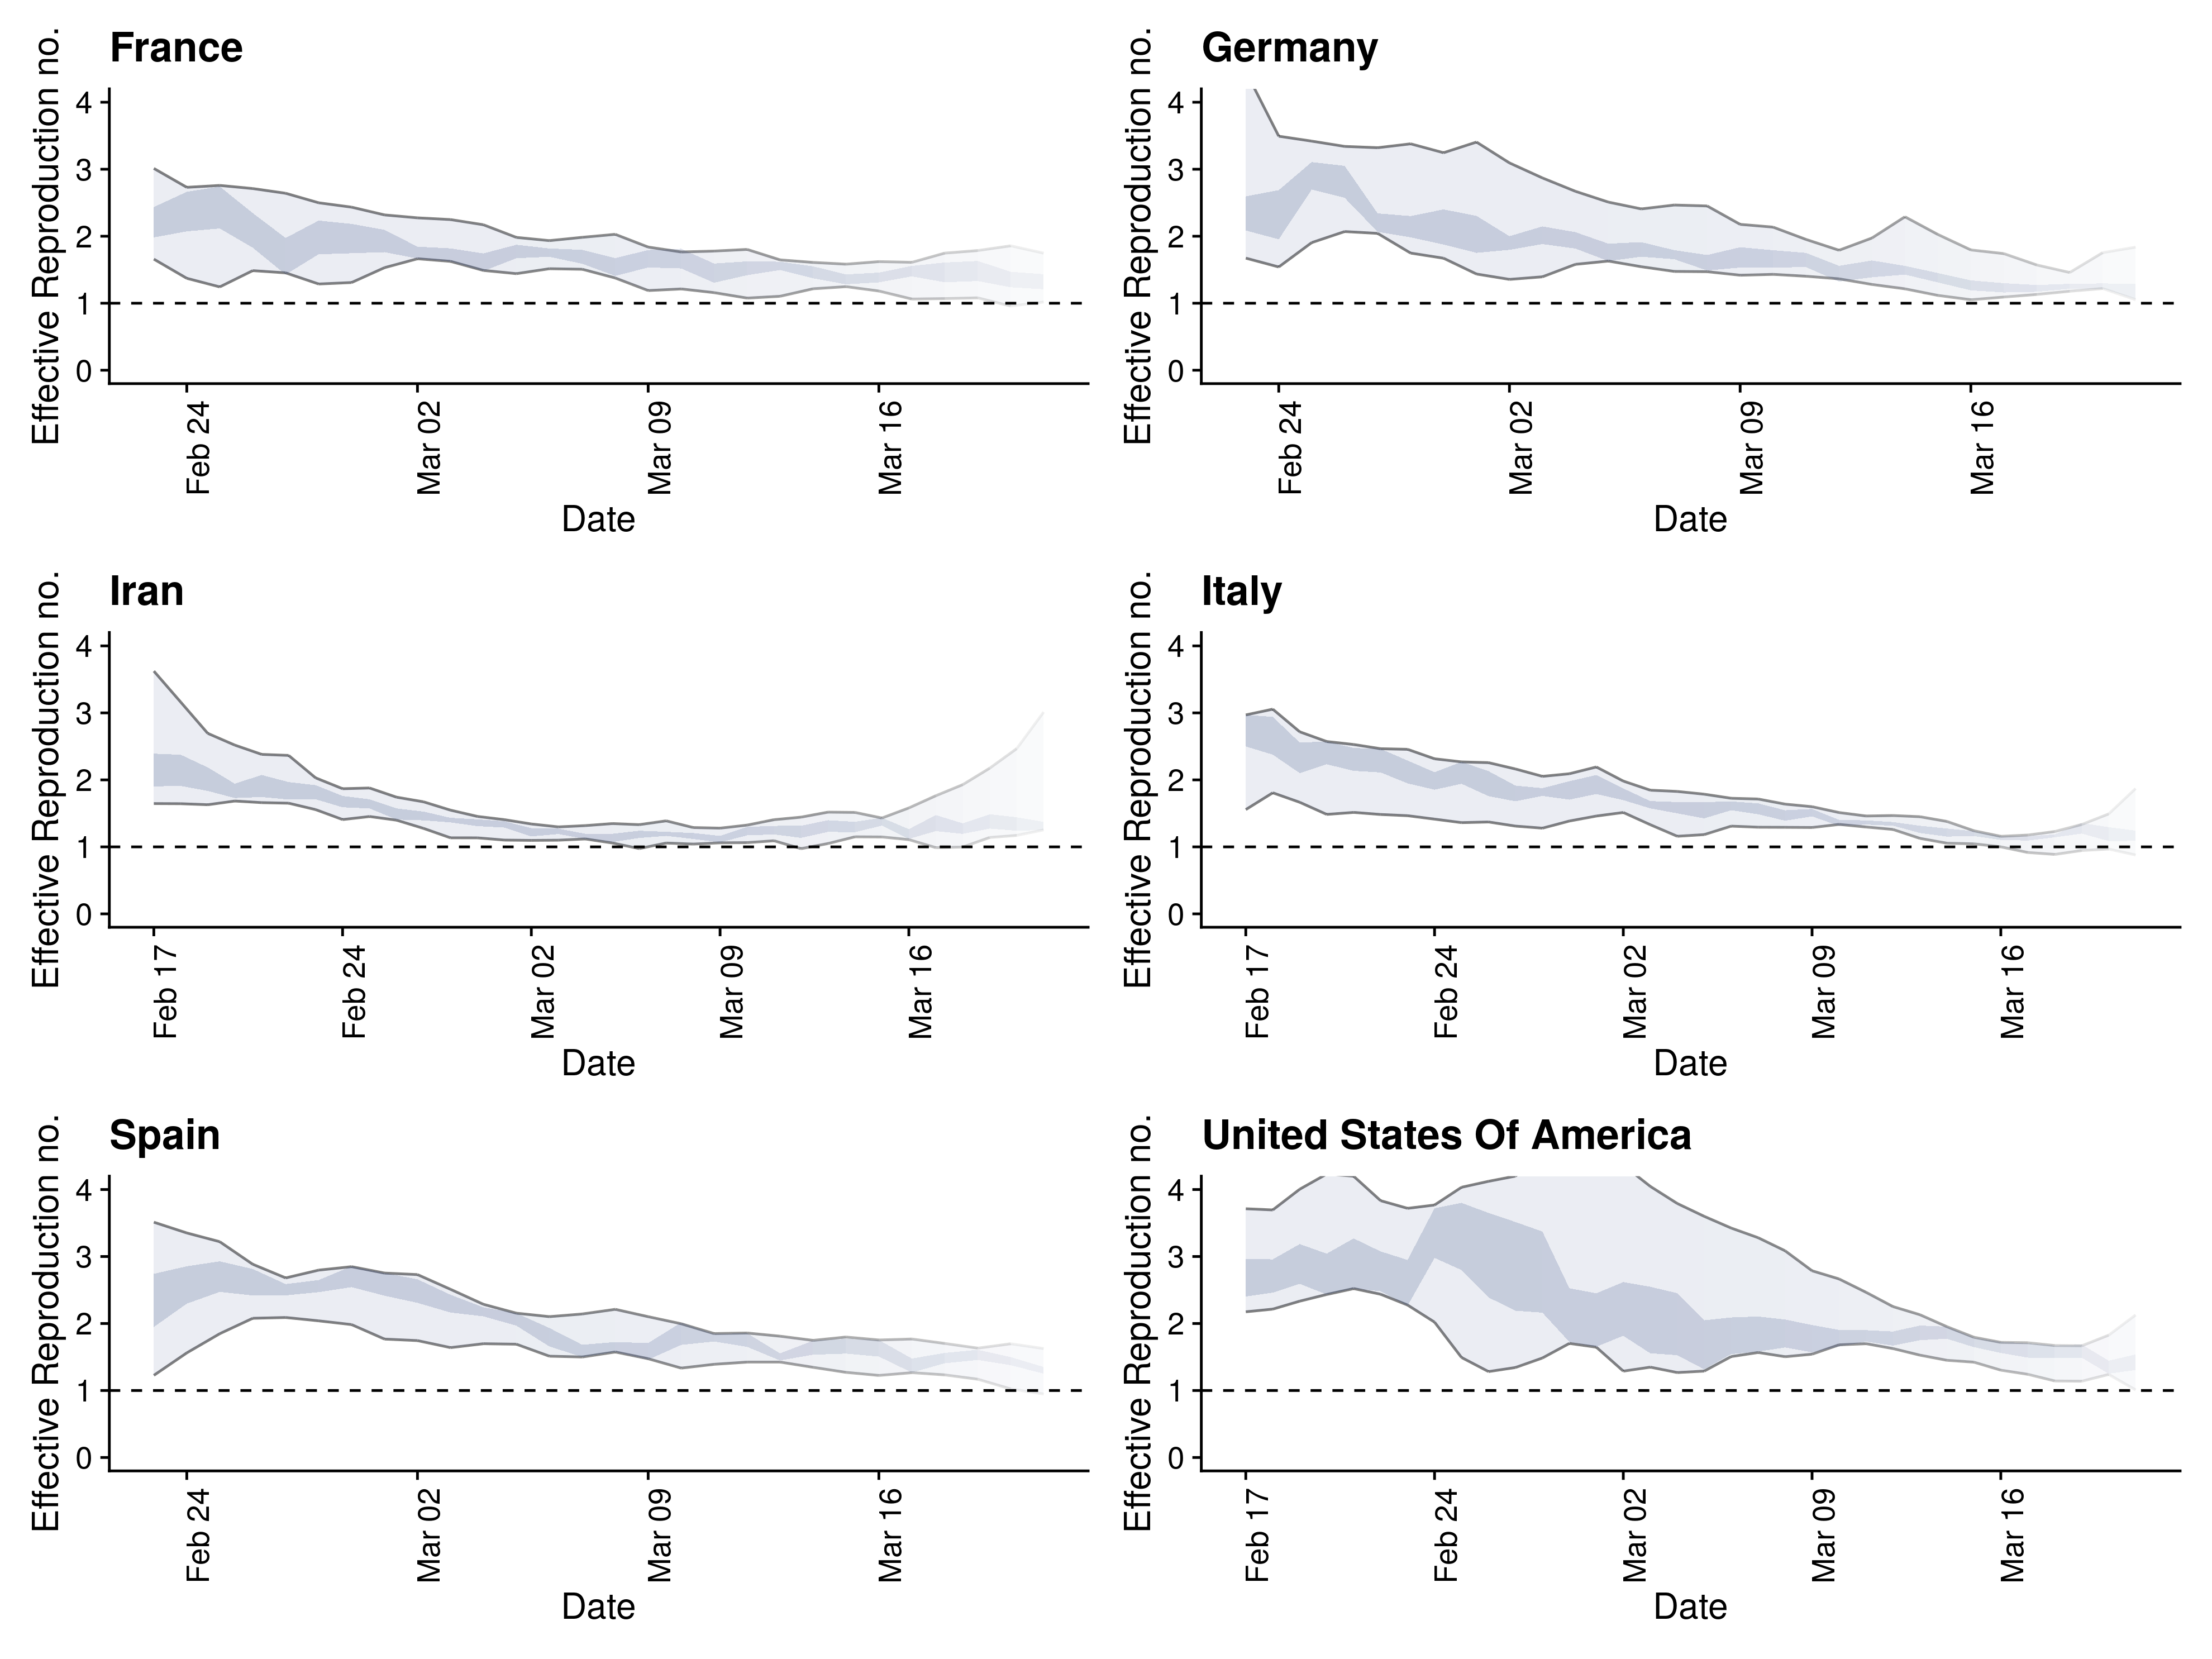 France
Effective Reproduction no.
4
3
2
1
0
Feb 24
Mar 02
Mar 09
Mar 16
Date
Germany
Effective Reproduction no.
4
3
2
1
0
Feb 24
Mar 02
Mar 09
Mar 16
Date
Iran
Effective Reproduction no.
4
3
2
1
0
Feb 17
Feb 24
Mar 02
Mar 09
Mar 16
Date
Italy
Effective Reproduction no.
4
3
2
1
0
Feb 17
Feb 24
Mar 02
Mar 09
Mar 16
Date
Spain
Effective Reproduction no.
4
3
2
1
0
Feb 24
Mar 02
Mar 09
Mar 16
Date
United States Of America
Effective Reproduction no.
4
3
2
1
0
Feb 17
Feb 24
Mar 02
Mar 09
Mar 16
Date